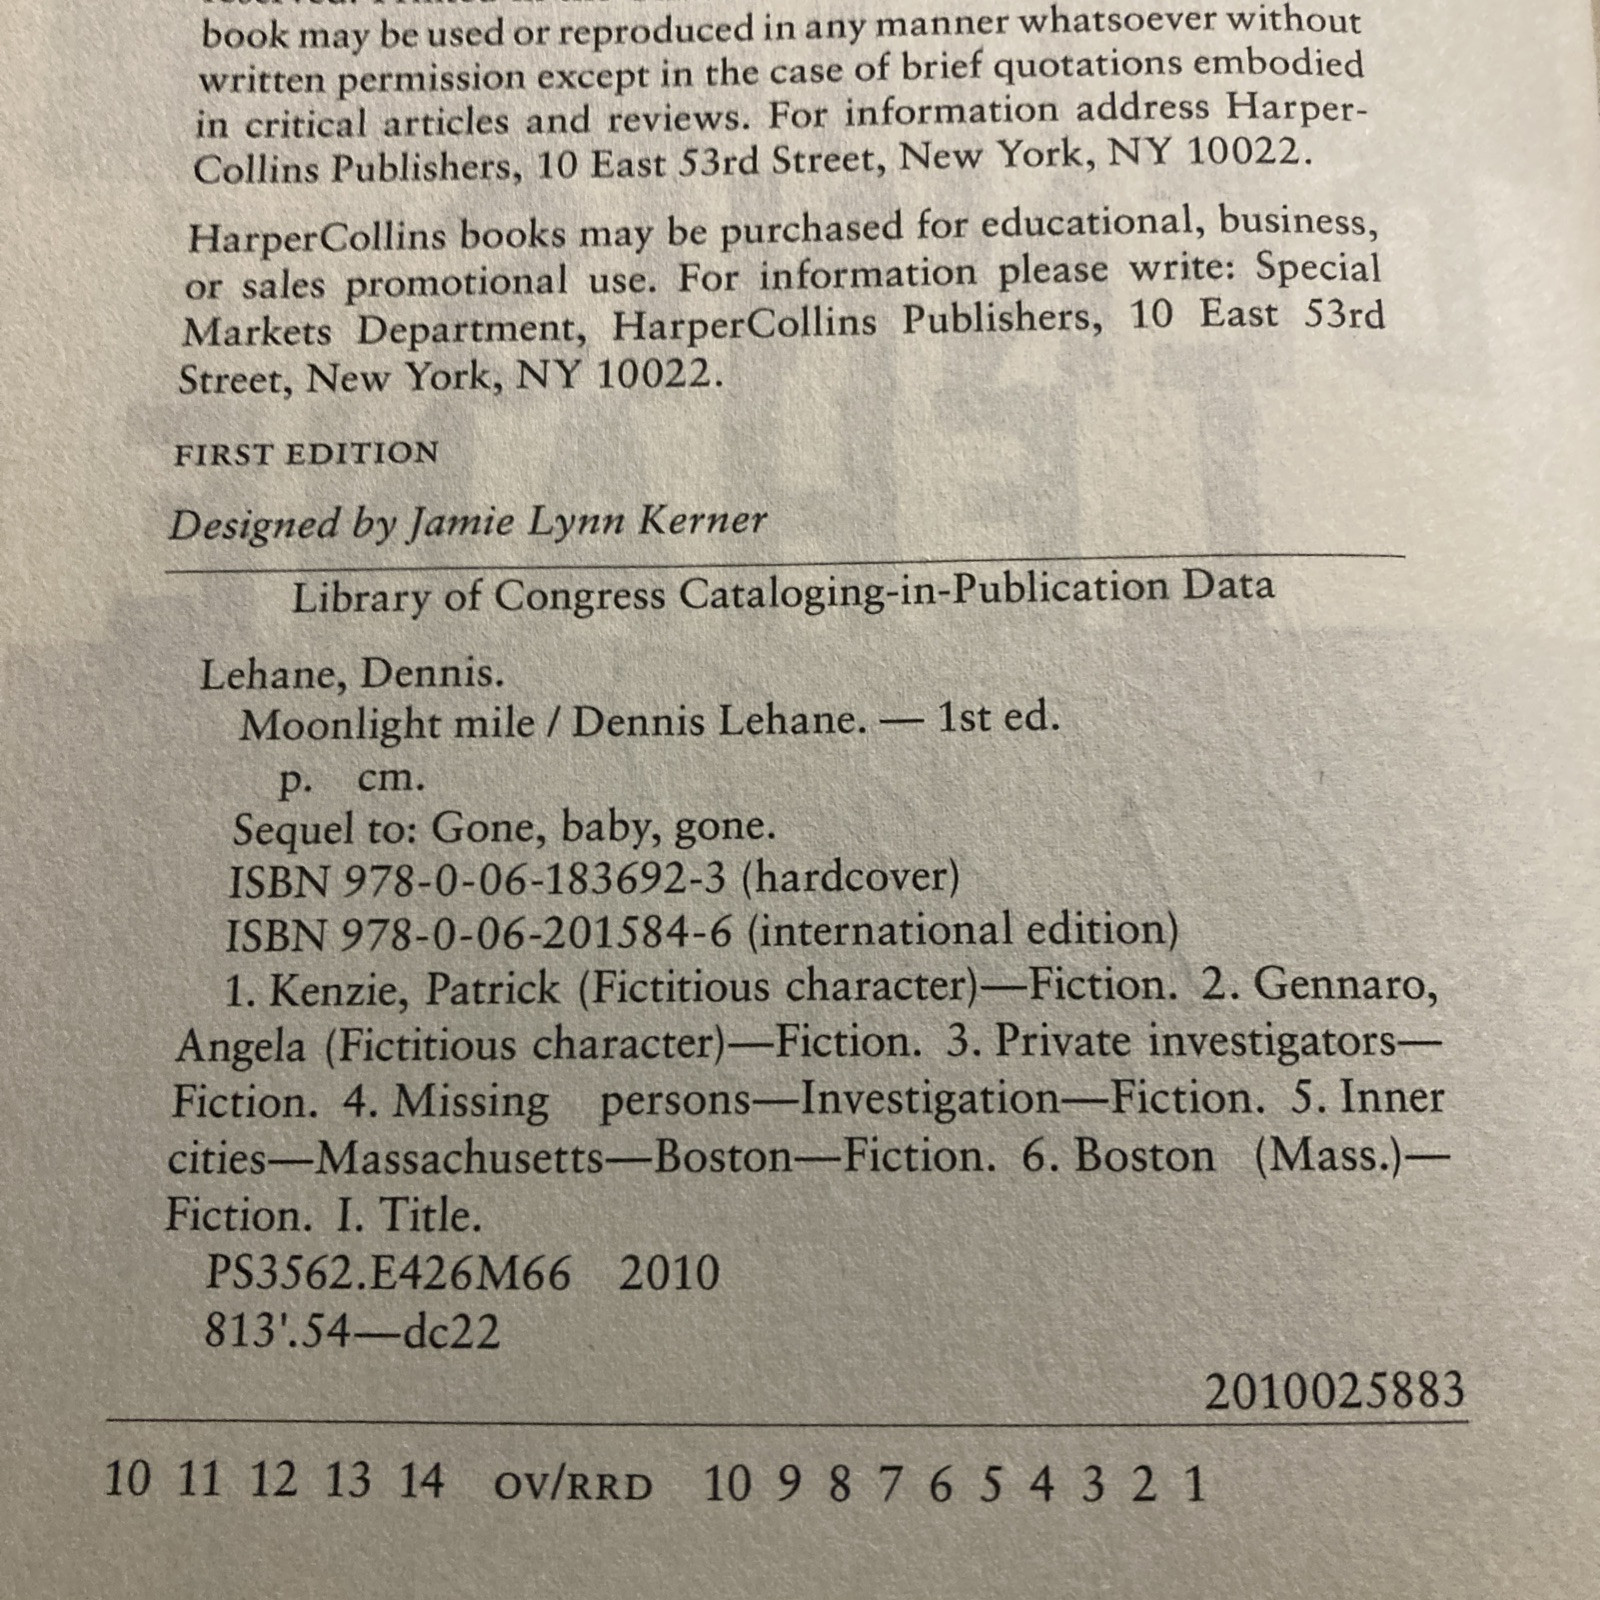 book may be used or reproduced in any manner whatsoever without
written permission except in the case of brief quotations embodied
in critical articles and reviews. For information address Harper-
Collins Publishers, 10 East 53rd Street, New York, NY 10022.
HarperCollins books may be purchased for educational, business,
or sales promotional use. For information please write: Special
Markets Department, HarperCollins Publishers, 10 East 53rd
Street, New York, NY 10022.
FIRST EDITION
Designed by Jamie Lynn Kerner
Library of Congress Cataloging-in-Publication Data
Lehane, Dennis.
Moonlight mile / Dennis Lehane. — 1st ed.
p. cm.
Sequel to: Gone, baby, gone.
ISBN 978-0-06-183692-3 (hardcover)
ISBN 978-0-06-201584-6 (international edition)
1. Kenzie, Patrick (Fictitious character)—Fiction. 2. Gennaro,
Angela (Fictitious character)—Fiction. 3. Private investigators—
Fiction. 4. Missing persons—Investigation—Fiction. 5. Inner
cities—Massachusetts—Boston—Fiction. 6. Boston (Mass.)—
Fiction. I. Title.
PS3562.E426M66 2010
813'.54—dc22
2010025883
10 11 12 13 14 OV/RRD 10 9 8 7 6 5 4 3 2 1